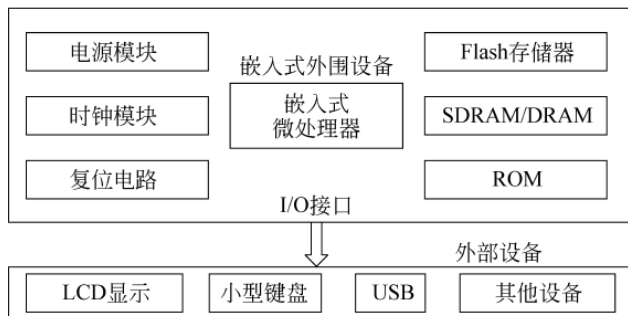 电源模块
嵌入式外围设备
Flash存储器
时钟模块
嵌入式
微处理器
SDRAM/DRAM
复位电路
ROM
I/O接口
外部设备
LCD显示
小型键盘
USB
其他设备